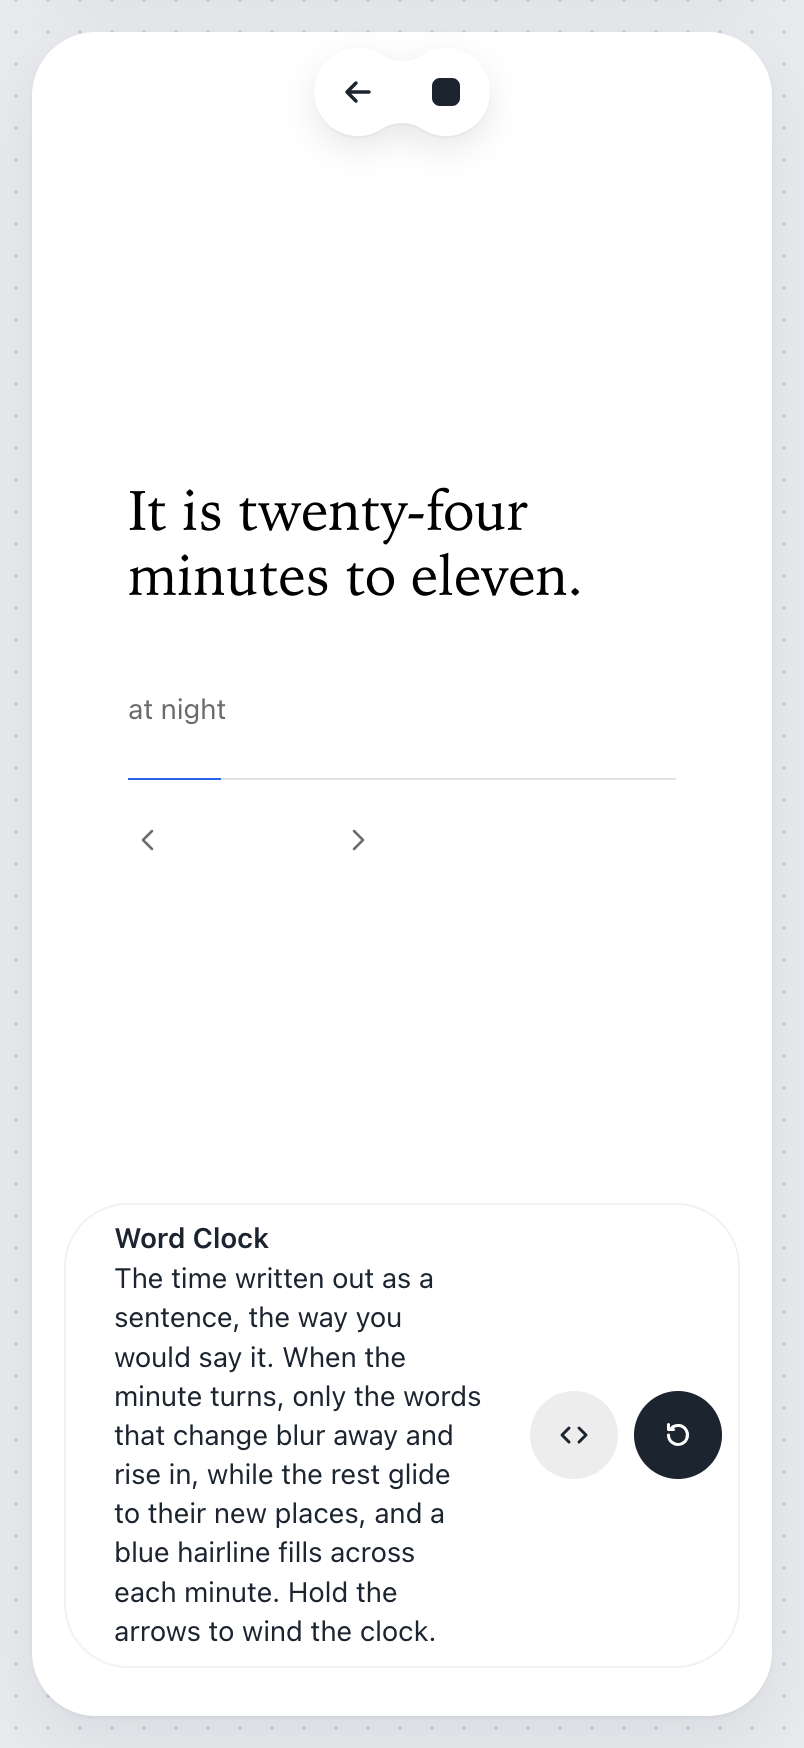 It is twenty-four
minutes to eleven.
at night
Word Clock
The time written out as a
sentence, the way you
would say it. When the
minute turns, only the words
that change blur away and
rise in, while the rest glide
to their new places, and a
blue hairline fills across
each minute. Hold the
arrows to wind the clock.